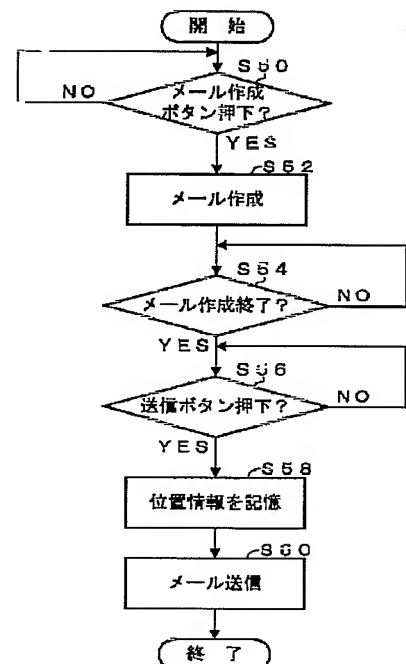 開 始
S50
メール作成
ボタン押下?
NO
YES
S52
メール作成
S54
メール作成終了?
NO
YES
S56
送信ボタン押下?
NO
YES
S58
位置情報を記憶
S60
メール送信
終 了